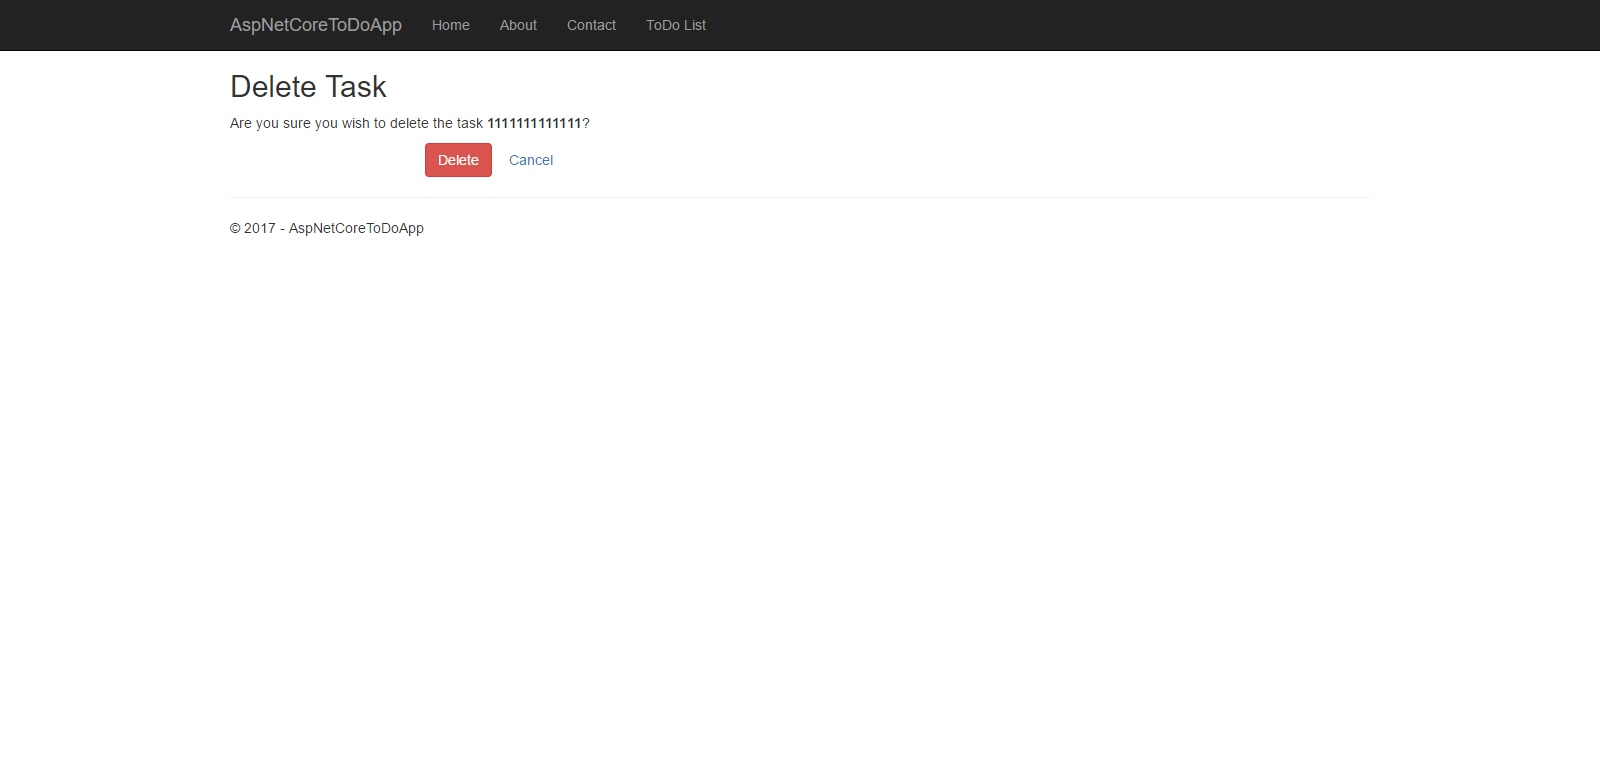 AspNetCoreToDoApp Home About Contact ToDo List
Delete Task
Are you sure you wish to delete the task 1111111111111?
Delete Cancel
© 2017 - AspNetCoreToDoApp